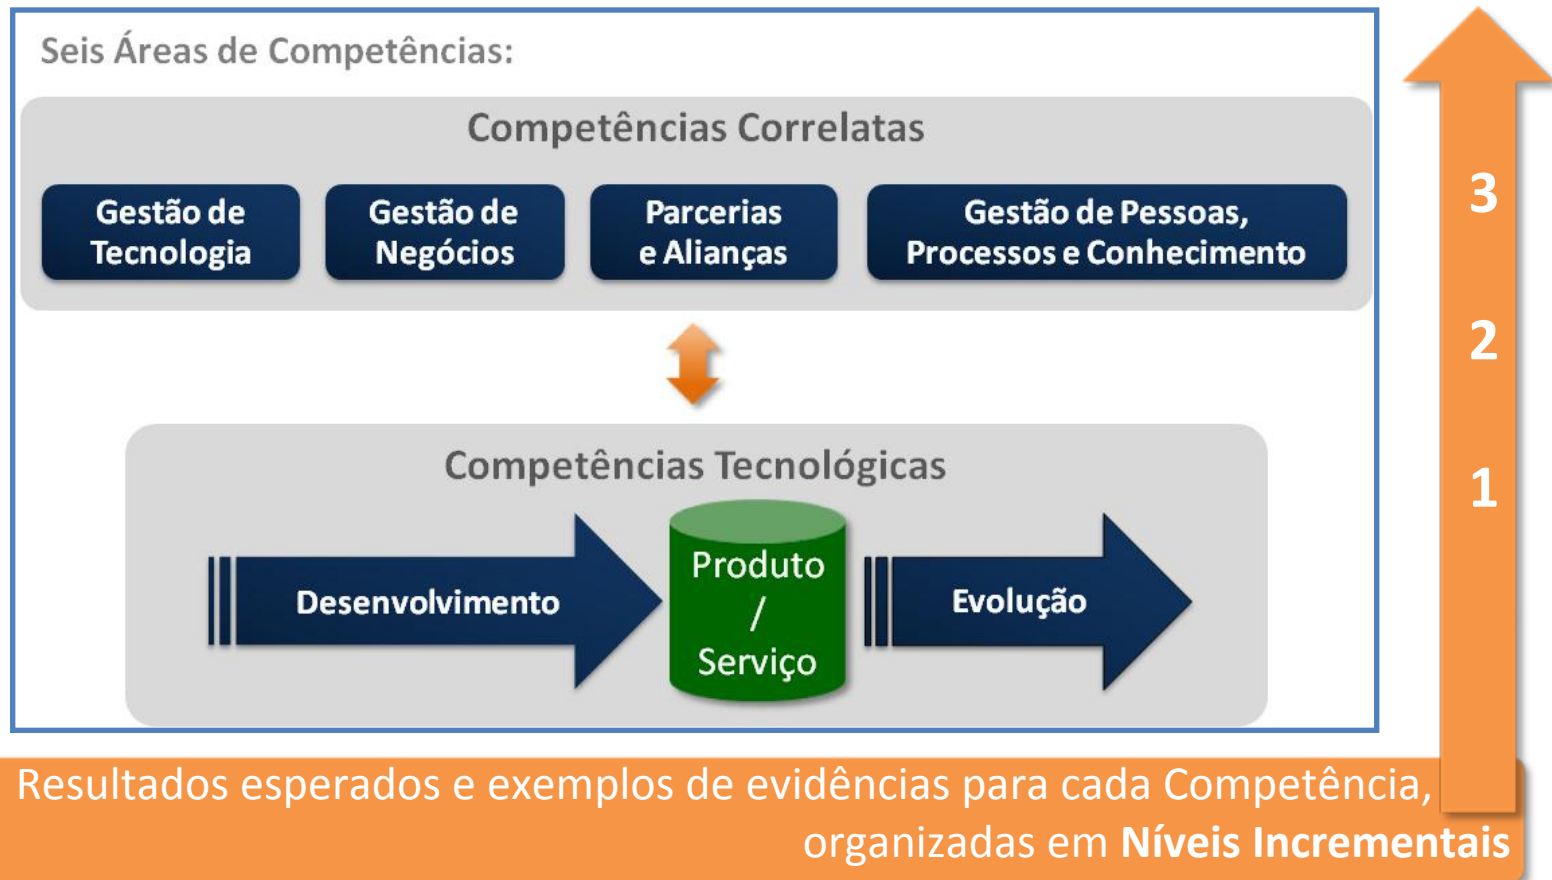 Seis Áreas de Competências:
Competências Correlatas
Gestão de
Tecnologia
Gestão de
Negócios
Parcerias
e Alianças
Gestão de Pessoas,
Processos e Conhecimento
3
2
1
Competências Tecnológicas
Desenvolvimento
Produto
/
Serviço
Evolução
Resultados esperados e exemplos de evidências para cada Competência,
organizadas em Níveis Incrementais